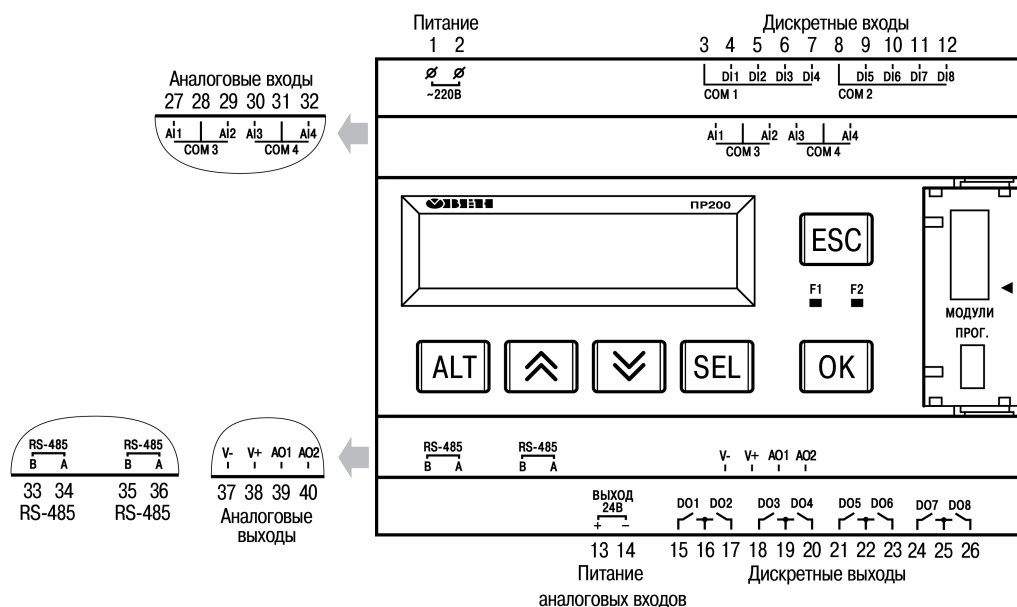 Питание
1 2
~220В
Дискретные входы
3 4 5 6 7 8 9 10 11 12
DI1 DI2 DI3 DI4 DI5 DI6 DI7 DI8
COM 1 COM 2
Аналоговые входы
27 28 29 30 31 32
AI1 AI2 AI3 AI4
COM 3 COM 4
AI1 AI2 AI3 AI4
COM 3 COM 4
ОВЕН ПР200
ESC
F1 F2
МОДУЛИ
ПРОГ.
ALT SEL OK
RS-485 RS-485
B A B A
33 34 35 36
RS-485 RS-485
V- V+ AO1 AO2
37 38 39 40
Аналоговые
выходы
RS-485 RS-485
B A B A
V- V+ AO1 AO2
ВЫХОД
24В
+ −
13 14
Питание
аналоговых входов
DO1 DO2 DO3 DO4 DO5 DO6 DO7 DO8
15 16 17 18 19 20 21 22 23 24 25 26
Дискретные выходы